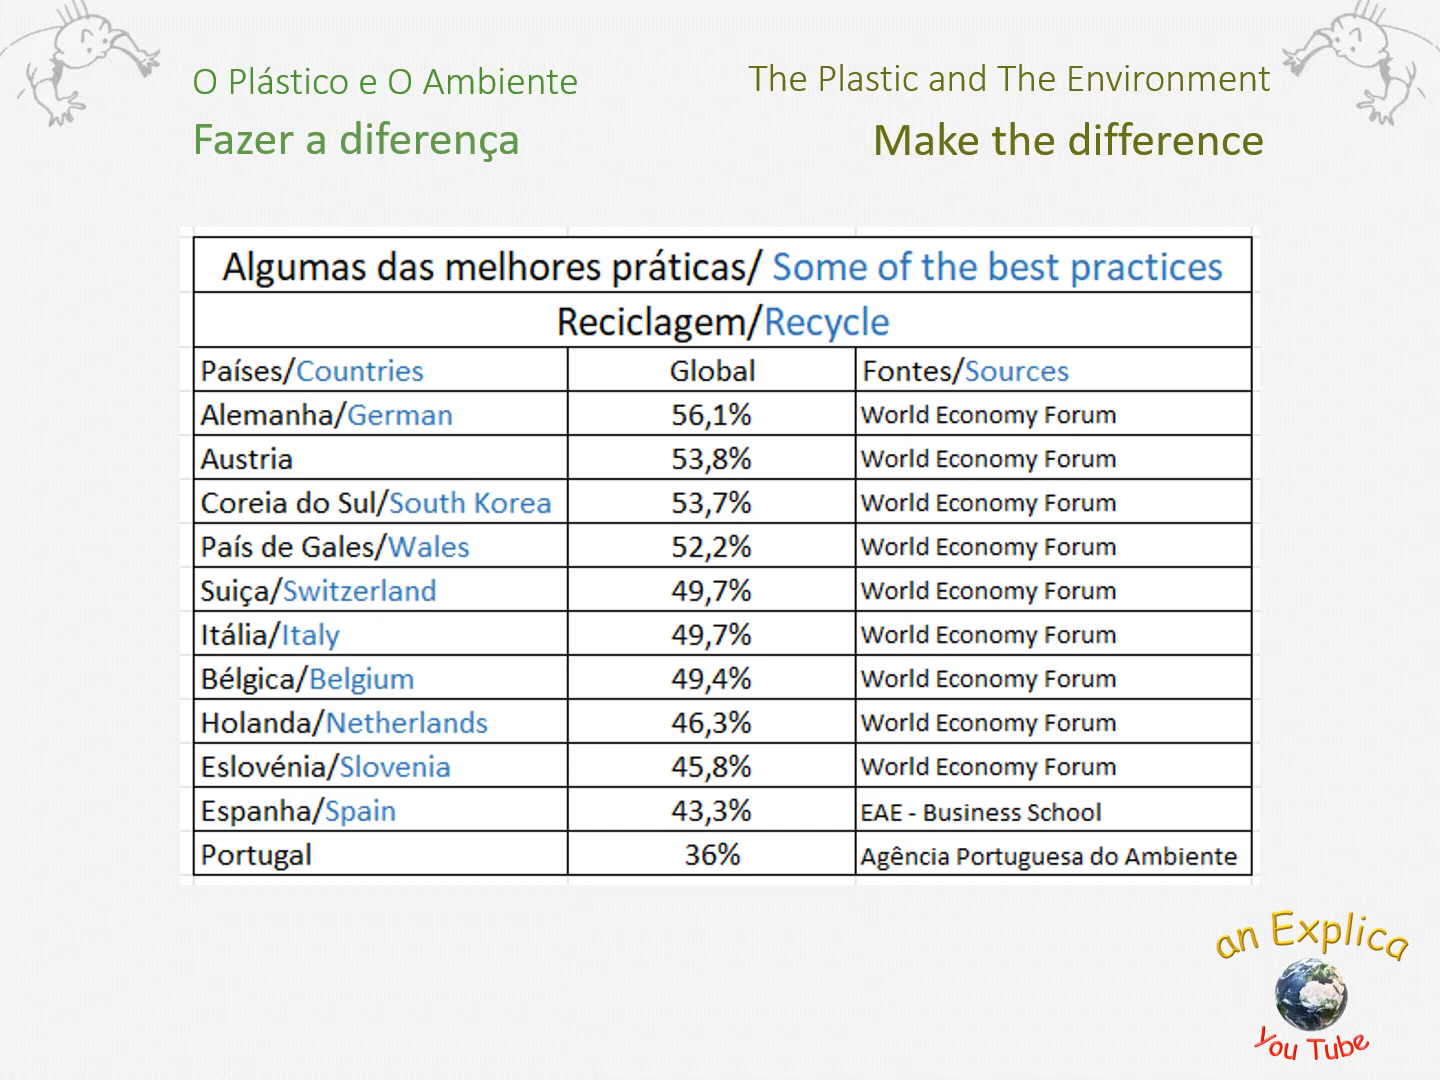 O Plástico e O Ambiente
The Plastic and The Environment
Fazer a diferença
Make the difference
Algumas das melhores práticas/ Some of the best practices
Reciclagem/Recycle
Países/Countries Global Fontes/Sources
Alemanha/German 56,1% World Economy Forum
Austria 53,8% World Economy Forum
Coreia do Sul/South Korea 53,7% World Economy Forum
País de Gales/Wales 52,2% World Economy Forum
Suiça/Switzerland 49,7% World Economy Forum
Itália/Italy 49,7% World Economy Forum
Bélgica/Belgium 49,4% World Economy Forum
Holanda/Netherlands 46,3% World Economy Forum
Eslovénia/Slovenia 45,8% World Economy Forum
Espanha/Spain 43,3% EAE - Business School
Portugal 36% Agência Portuguesa do Ambiente
an Explica
You Tube